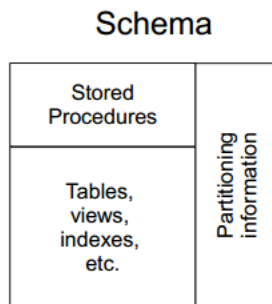 Schema
Stored
Procedures
Tables,
views,
indexes,
etc.
Partitioning
information